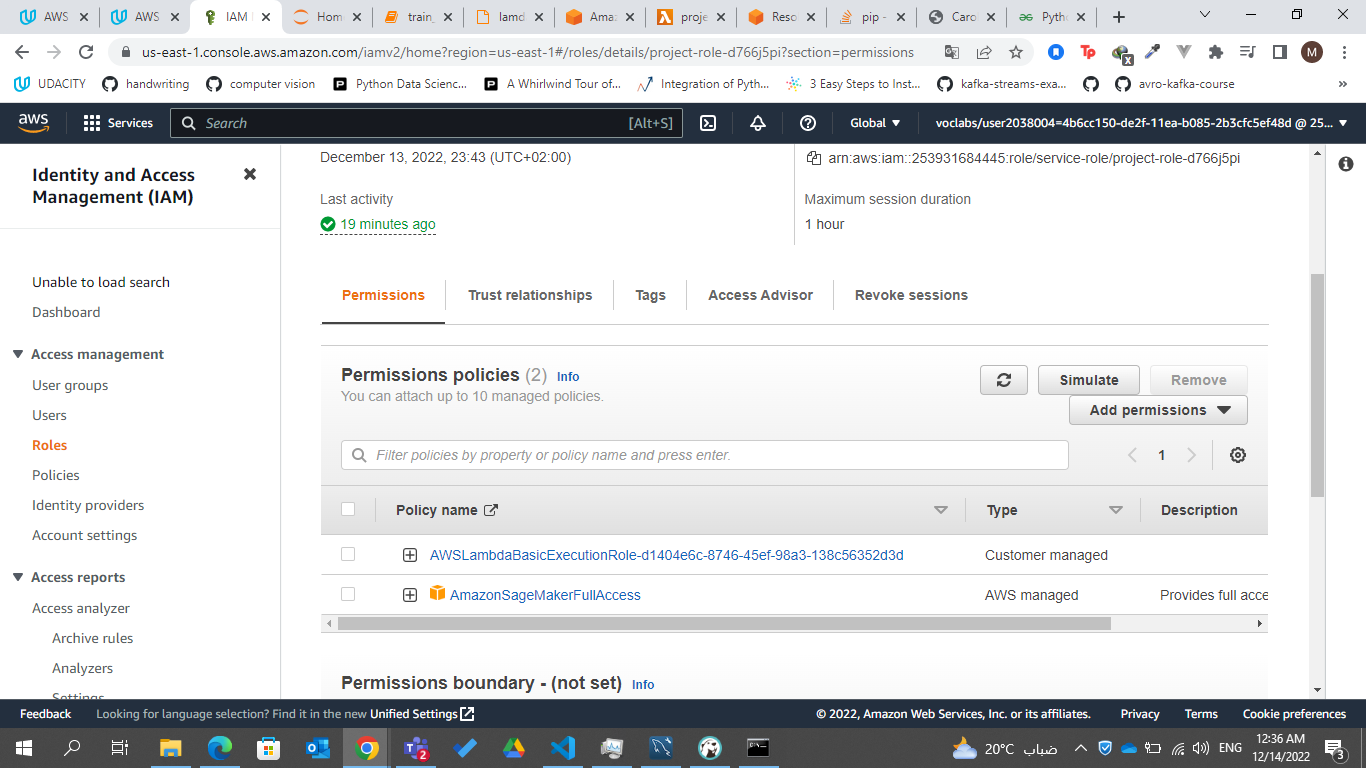 AWS
AWS
IAM
Home
train_
lamd
Amaz
proje
Reso
pip -
Caro
Pytho
us-east-1.console.aws.amazon.com/iamv2/home?region=us-east-1#/roles/details/project-role-d766j5pi?section=permissions
M
UDACITY
handwriting
computer vision
Python Data Scienc...
A Whirlwind Tour of...
Integration of Pyth...
3 Easy Steps to Inst...
kafka-streams-exa...
avro-kafka-course
»
aws
Services
Search
[Alt+S]
Global
voclabs/user2038004=4b6cc150-de2f-11ea-b085-2b3cfc5ef48d @ 25...
Identity and Access
Management (IAM)
Unable to load search
Dashboard
Access management
User groups
Users
Roles
Policies
Identity providers
Account settings
Access reports
Access analyzer
Archive rules
Analyzers
Settings
December 13, 2022, 23:43 (UTC+02:00)
arn:aws:iam::253931684445:role/service-role/project-role-d766j5pi
Last activity
19 minutes ago
Maximum session duration
1 hour
Permissions
Trust relationships
Tags
Access Advisor
Revoke sessions
Permissions policies (2) Info
You can attach up to 10 managed policies.
Simulate
Remove
Add permissions
Filter policies by property or policy name and press enter.
1
Policy name
Type
Description
AWSLambdaBasicExecutionRole-d1404e6c-8746-45ef-98a3-138c56352d3d
Customer managed
AmazonSageMakerFullAccess
AWS managed
Provides full acce
Permissions boundary - (not set) Info
Feedback
Looking for language selection? Find it in the new Unified Settings
© 2022, Amazon Web Services, Inc. or its affiliates.
Privacy
Terms
Cookie preferences
2
20°C ضباب
ENG
12:36 AM
12/14/2022
3